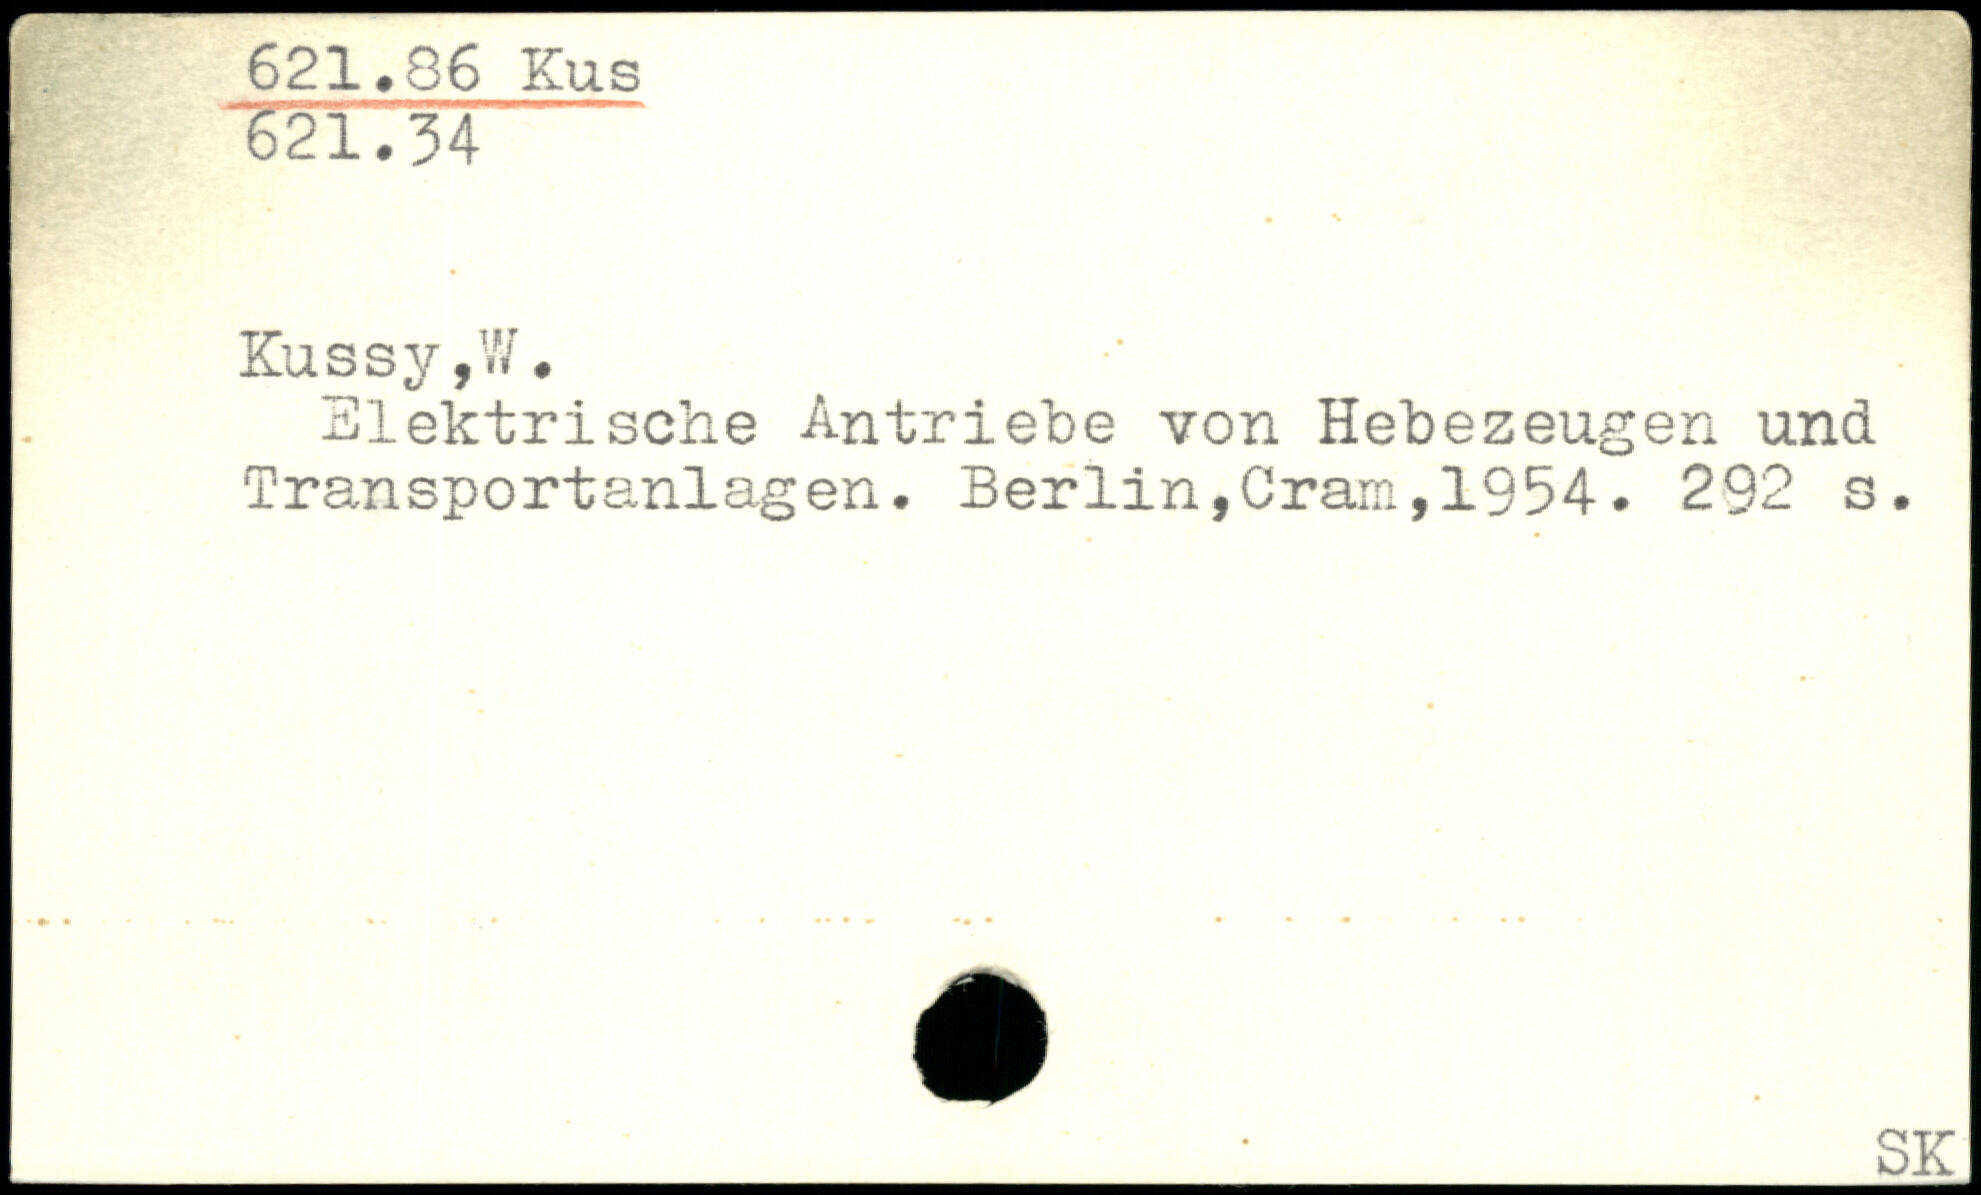 621.86 Kus
621.34
Kussy,W.
Elektrische Antriebe von Hebezeugen und
Transportanlagen. Berlin,Cram,1954. 292 s.
SK